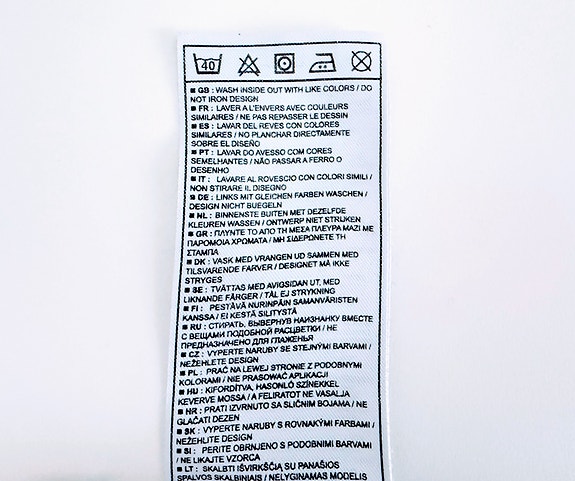 40
■ GB : WASH INSIDE OUT WITH LIKE COLORS / DO
NOT IRON DESIGN
■ FR : LAVER A L'ENVERS AVEC COULEURS
SIMILAIRES / NE PAS REPASSER LE DESSIN
■ ES : LAVAR DEL REVES CON COLORES
SIMILARES / NO PLANCHAR DIRECTAMENTE
SOBRE EL DISEÑO
■ PT : LAVAR DO AVESSO COM CORES
SEMELHANTES / NÃO PASSAR A FERRO O
DESENHO
■ IT : LAVARE AL ROVESCIO CON COLORI SIMILI /
NON STIRARE IL DISEGNO
■ DE : LINKS MIT GLEICHEN FARBEN WASCHEN /
DESIGN NICHT BUEGELN
■ NL : BINNENSTE BUITEN MET DEZELFDE
KLEUREN WASSEN / ONTWERP NIET STRIJKEN
■ GR : ΠΛΥΝΤΕ ΤΟ ΑΠΟ ΤΗ ΜΕΣΑ ΠΛΕΥΡΑ ΜΑΖΙ ΜΕ
ΠΑΡΟΜΟΙΑ ΧΡΩΜΑΤΑ / ΜΗ ΣΙΔΕΡΩΝΕΤΕ ΤΗ
ΣΤΑΜΠΑ
■ DK : VASK MED VRANGEN UD SAMMEN MED
TILSVARENDE FARVER / DESIGNET MÅ IKKE
STRYGES
■ SE : TVÄTTAS MED AVIGSIDAN UT, MED
LIKNANDE FÄRGER / TÅL EJ STRYKNING
■ FI : PESTÄVÄ NURINPÄIN SAMANVÄRISTEN
KANSSA / EI KESTÄ SILITYSTÄ
■ RU : СТИРАТЬ, ВЫВЕРНУВ НАИЗНАНКУ ВМЕСТЕ
С ВЕЩАМИ ПОДОБНОЙ РАСЦВЕТКИ / НЕ
ПРЕДНАЗНАЧЕНО ДЛЯ ГЛАЖЕНЬЯ
■ CZ : VYPERTE NARUBY SE STEJNÝMI BARVAMI /
NEŽEHLETE DESIGN
■ PL : PRAĆ NA LEWEJ STRONIE Z PODOBNYMI
KOLORAMI / NIE PRASOWAĆ APLIKACJI
■ HU : KIFORDÍTVA, HASONLÓ SZÍNEKKEL
KEVERVE MOSSA / A FELIRATOT NE VASALJA
■ HR : PRATI IZVRNUTO SA SLIČNIM BOJAMA / NE
GLAČATI DEZEN
■ SK : VYPERTE NARUBY S ROVNAKÝMI FARBAMI /
NEŽEHLITE DESIGN
■ SI : PERITE OBRNJENO S PODOBNIMI BARVAMI
/ NE LIKAJTE VZORCA
■ LT : SKALBTI IŠVIRKŠČIĄ SU PANAŠIOS
SPALVOS SKALBINIAIS / NELYGINAMAS MODELIS